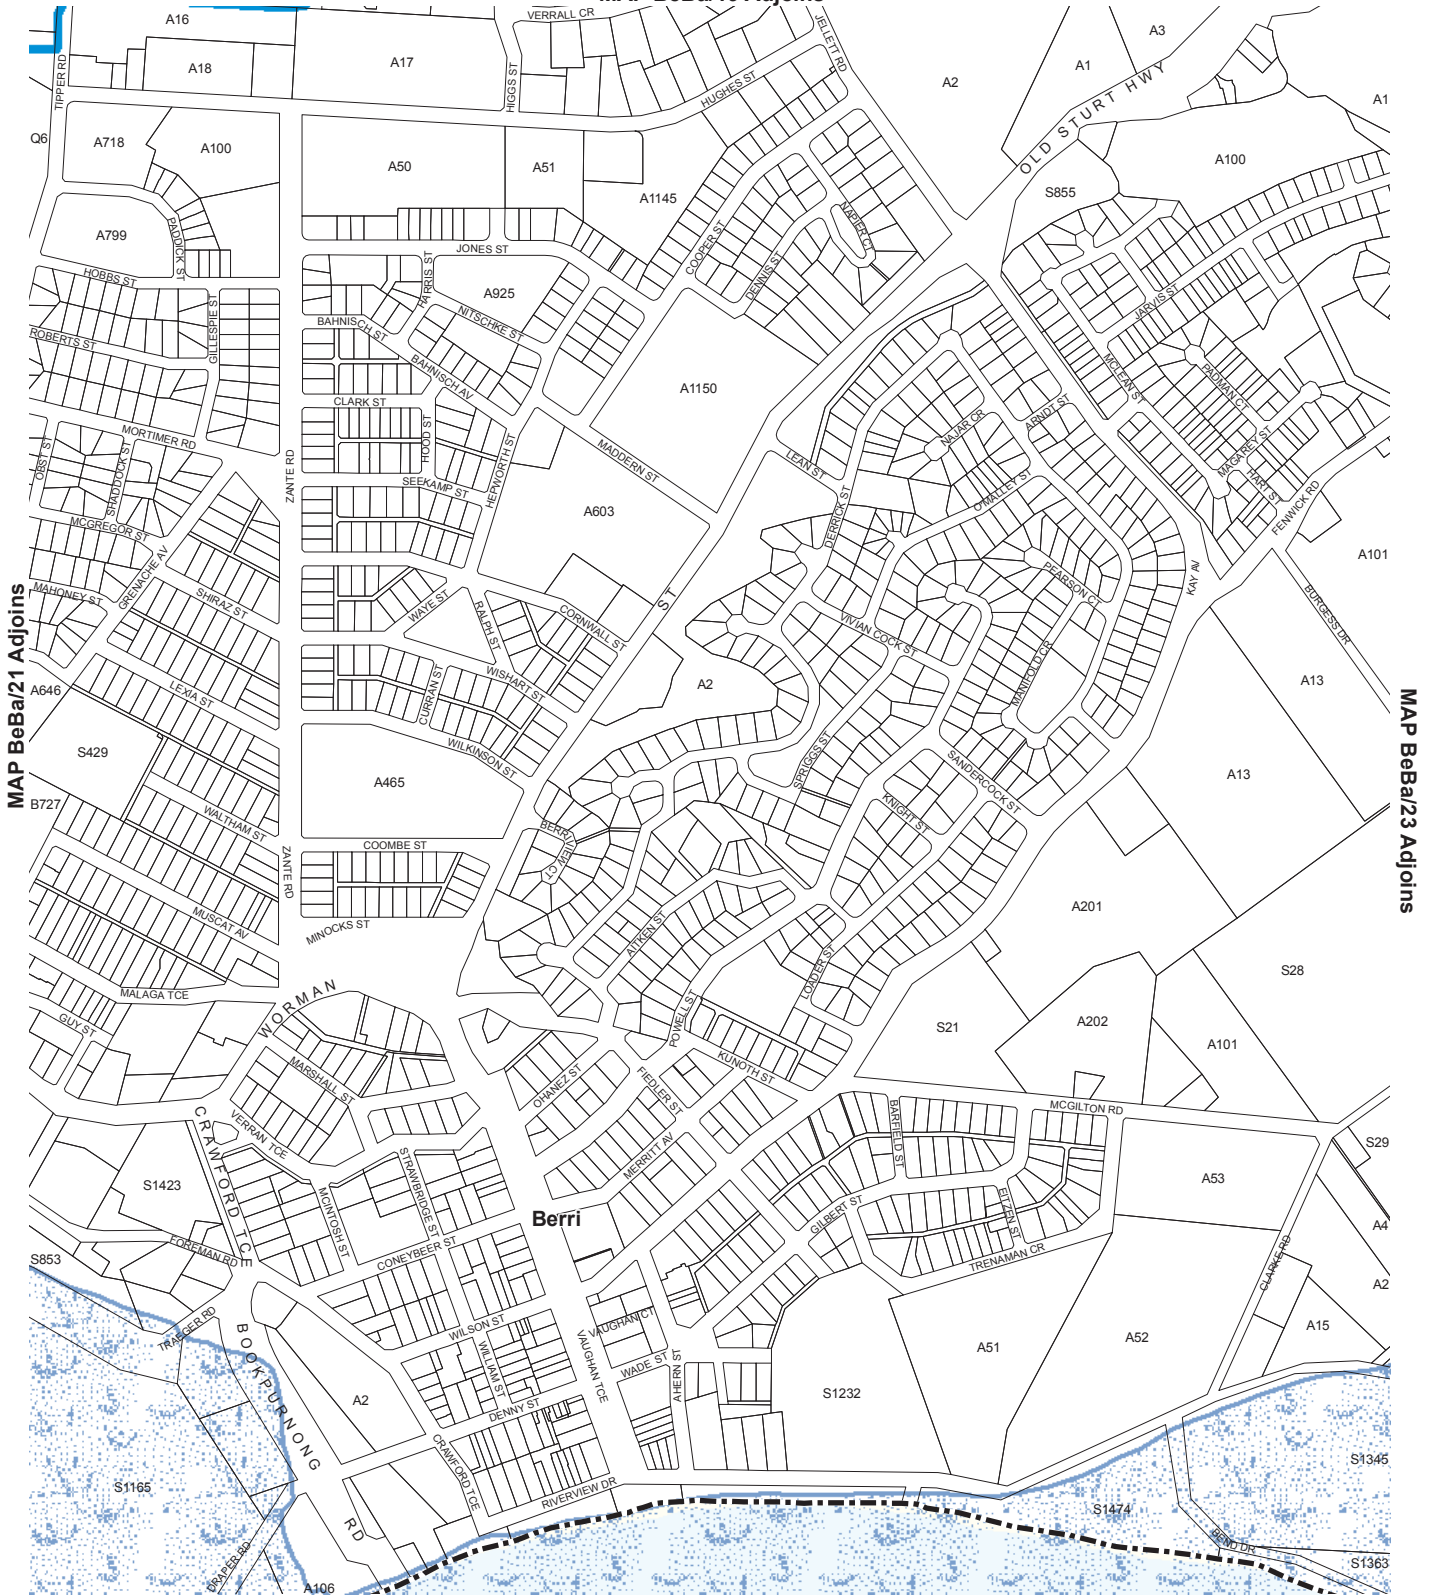 VERRALL CR
A16
A18
A17
TIPPER RD
HIGGS ST
HUGHES ST
JELLETT RD
A2
A1
A3
OLD STURT HWY
A1
Q6
A718
A100
A50
A51
A1145
S855
A100
A799
PADDICK ST
JONES ST
HARRIS ST
COOPER ST
DENNIS ST
NAPIER CT
HOBBS ST
GILLESPIE ST
A925
NITSCHKE ST
BAHNISCH ST
BAHNISCH AV
ROBERTS ST
JARVIS ST
MCLEAN ST
PADMAN CT
A1150
CLARK ST
HOOD ST
HEPWORTH ST
MADDERN ST
NAJAR CR
ARNDT ST
MORTIMER RD
OBST ST
SHADDOCK ST
ZANTE RD
SEEKAMP ST
LEAN ST
DERRICK ST
O'MALLEY ST
MAGAREY ST
HART ST
FENWICK RD
MCGREGOR ST
A603
A101
GRENACHE AV
MAHONEY ST
SHIRAZ ST
WAYE ST
RALPH ST
CORNWALL ST
ST
PEARSON CT
KAY AV
BURGESS DR
VIVIAN COCK ST
MANIFOLD CR
MAP BeBa/21 Adjoins
A646
LEXIA ST
CURRAN ST
WISHART ST
A2
A13
S429
WILKINSON ST
SPRIGGS ST
SANDERCOCK ST
MAP BeBa/23 Adjoins
A465
A13
B727
WALTHAM ST
KNIGHT ST
COOMBE ST
BERRIVIEW CT
ZANTE RD
MUSCAT AV
MINOCKS ST
AITKEN ST
A201
LOADER ST
S28
MALAGA TCE
WORMAN
POWELL ST
GUY ST
S21
A202
A101
MARSHALL ST
KUNOTH ST
OHANEZ ST
FIEDLER ST
MCGILTON RD
VERRAN TCE
CRAWFORD TCE
BARFIELD ST
MERRITT AV
STRAWBRIDGE ST
MCINTOSH ST
S1423
S29
A53
EITZEN ST
GILBERT ST
Berri
A4
FOREMAN RD
CONEYBEER ST
TRENAMAN CR
CLARKE RD
S853
A2
TRAEGER RD
WILSON ST
VAUGHAN CT
A15
BOOKPURNONG
WILLIAM ST
VAUGHAN TCE
WADE ST
AHERN ST
A51
A52
A2
S1232
DENNY ST
CRAWFORD TCE
RIVERVIEW DR
S1165
S1345
S1474
RD
BEND DR
DRAPER RD
S1363
A106